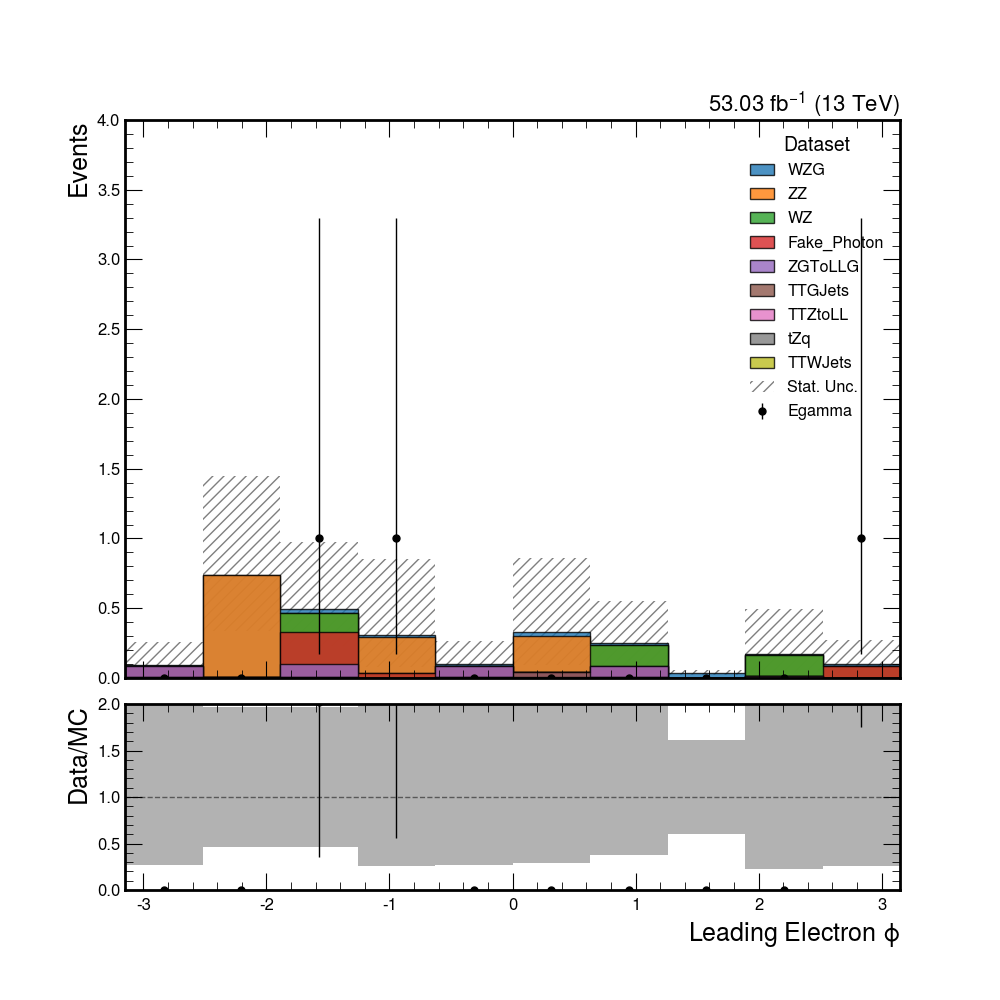 53.03 fb⁻¹ (13 TeV)
Events
4.0
3.5
3.0
2.5
2.0
1.5
1.0
0.5
0.0
Dataset
WZG
ZZ
WZ
Fake_Photon
ZGToLLG
TTGJets
TTZtoLL
tZq
TTWJets
Stat. Unc.
Egamma
Data/MC
2.0
1.5
1.0
0.5
0.0
-3 -2 -1 0 1 2 3
Leading Electron ϕ